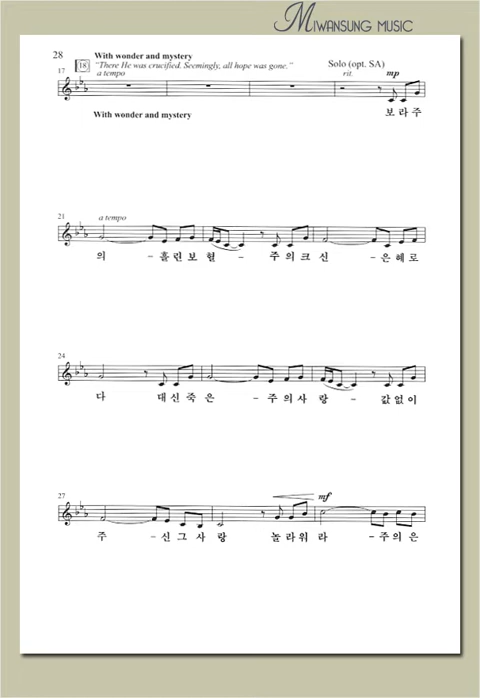 MIWANSUNG MUSIC
28
With wonder and mystery
18
"There He was crucified. Seemingly, all hope was gone."
Solo (opt. SA)
17
a tempo
rit.
mp
With wonder and mystery
보 라 주
21
a tempo
의 - 흘린보 혈 - 주의크 신 -은혜로
24
다 대신죽 은 -주의사 랑 - 값없이
27
mf
주 -신그 사 랑 놀라워 라 -주의 은